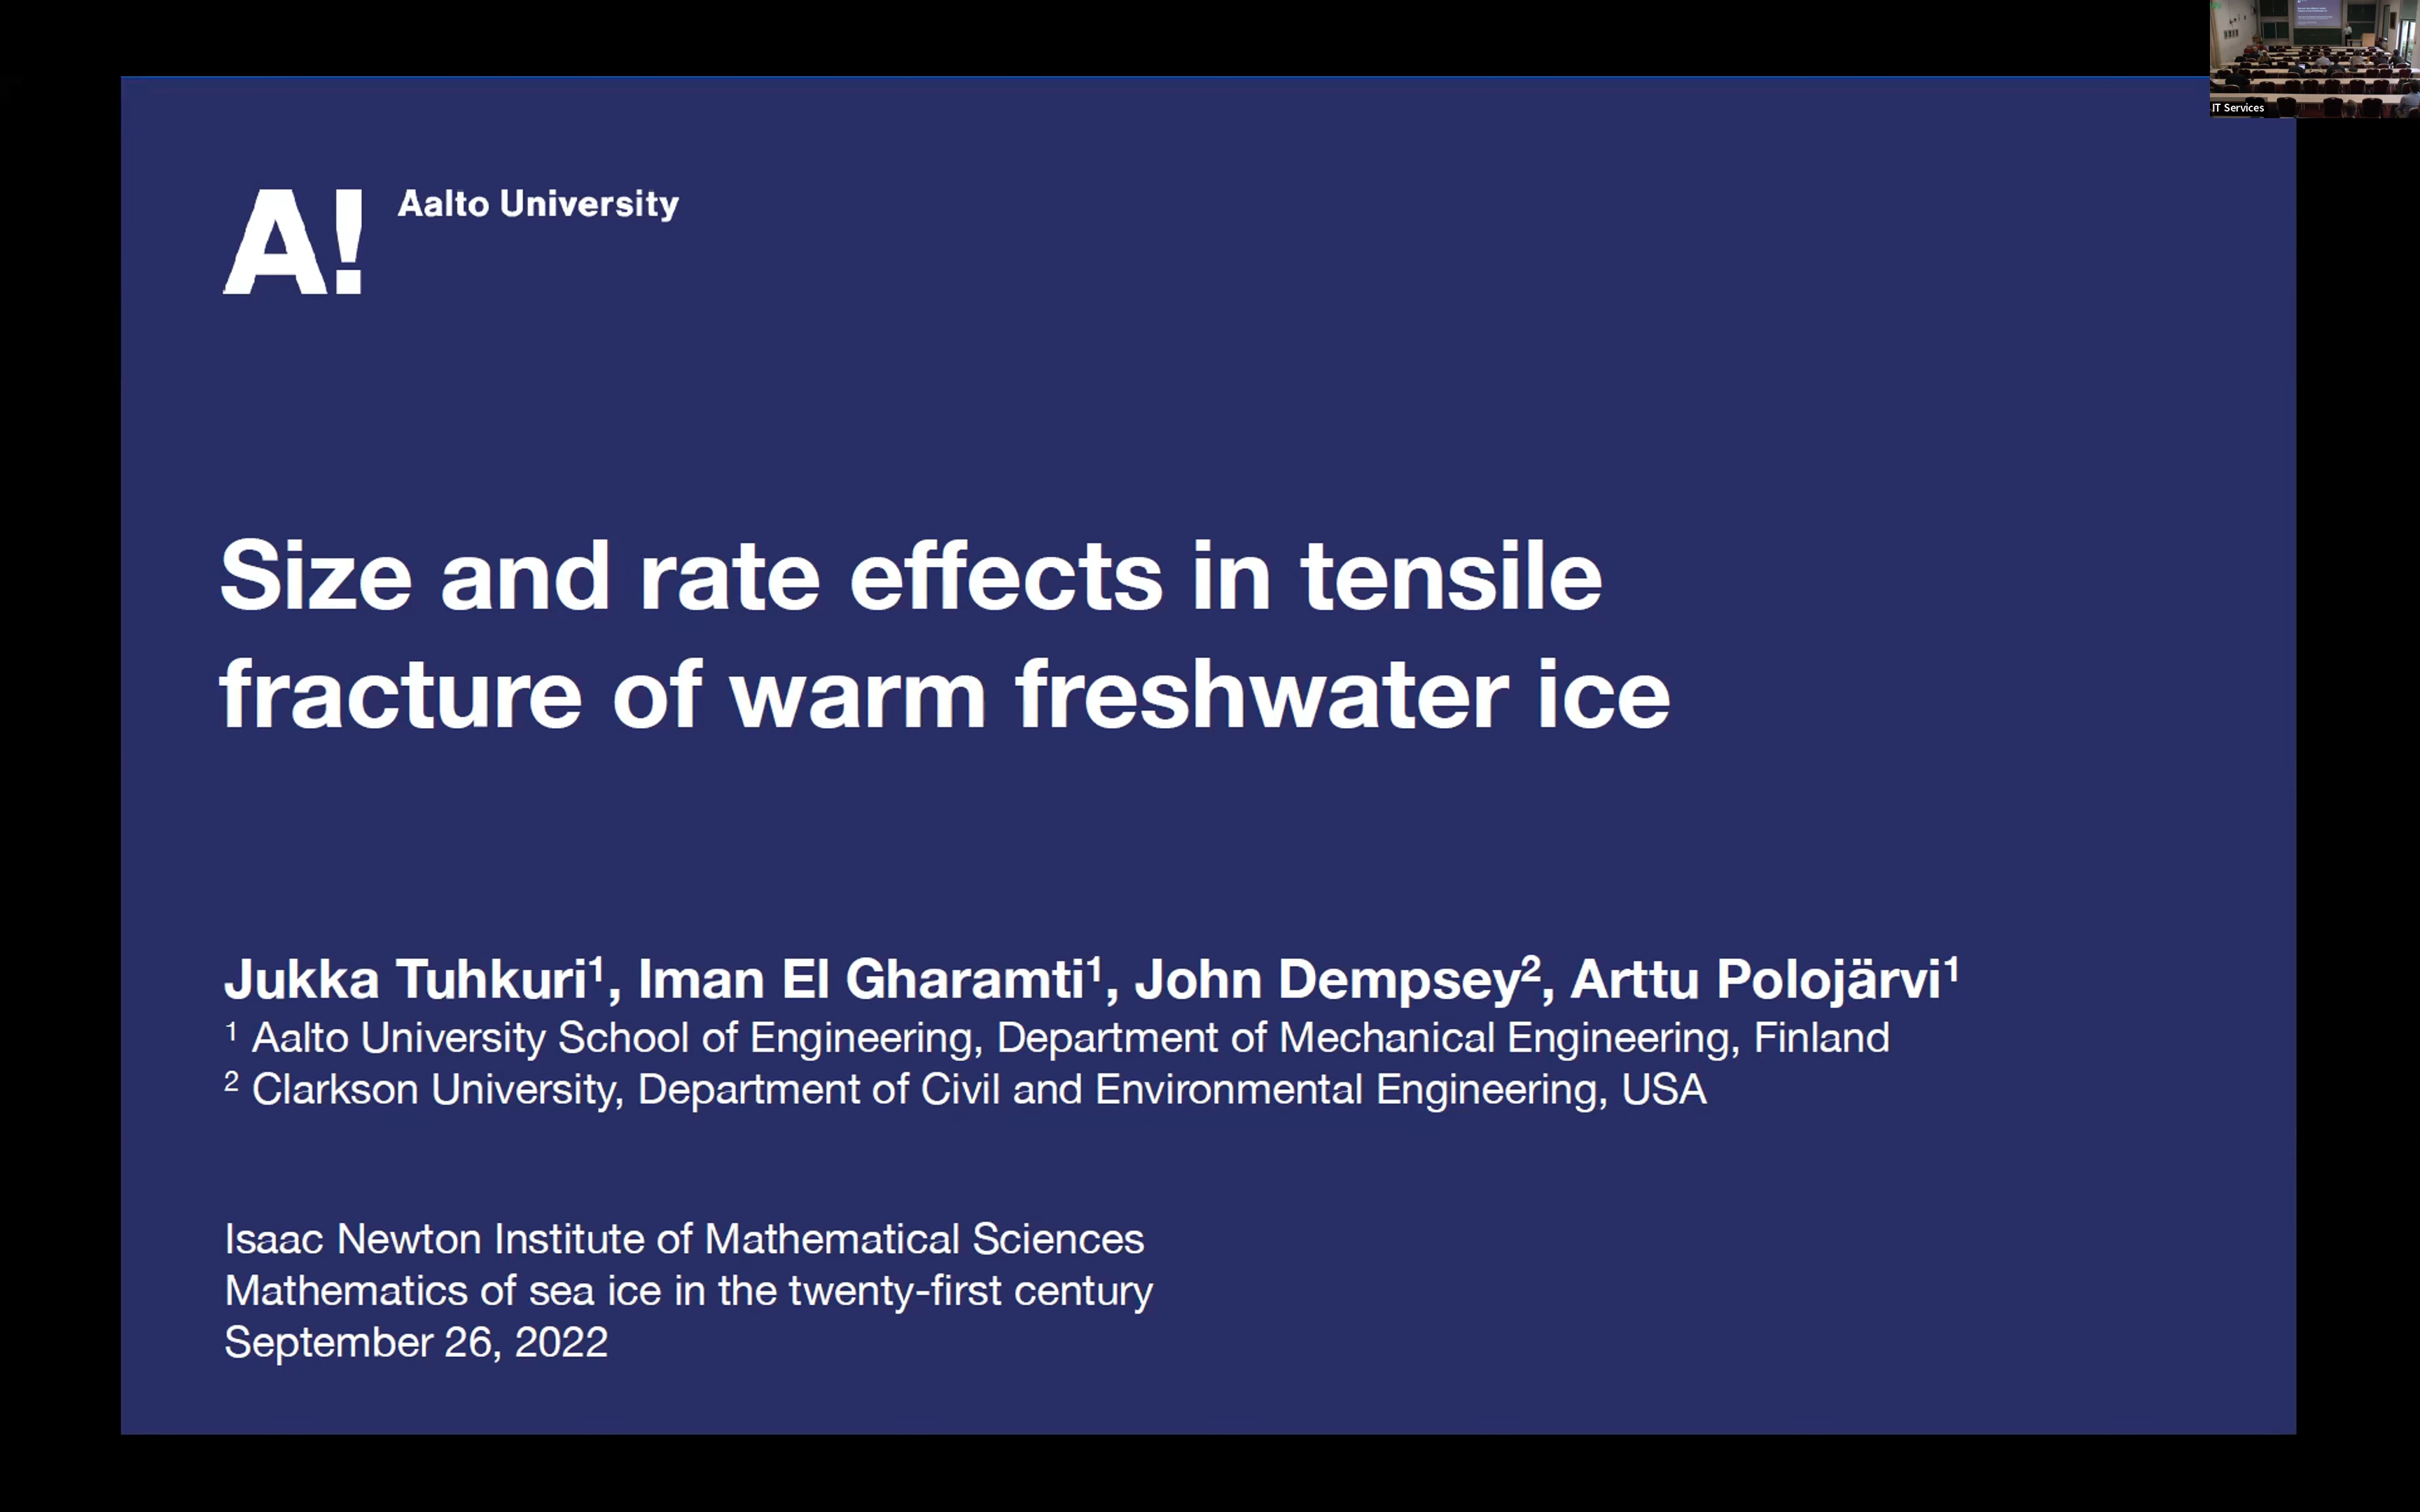 IT Services
A! Aalto University
Size and rate effects in tensile
fracture of warm freshwater ice
Jukka Tuhkuri¹, Iman El Gharamti¹, John Dempsey², Arttu Polojärvi¹
¹ Aalto University School of Engineering, Department of Mechanical Engineering, Finland
² Clarkson University, Department of Civil and Environmental Engineering, USA
Isaac Newton Institute of Mathematical Sciences
Mathematics of sea ice in the twenty-first century
September 26, 2022